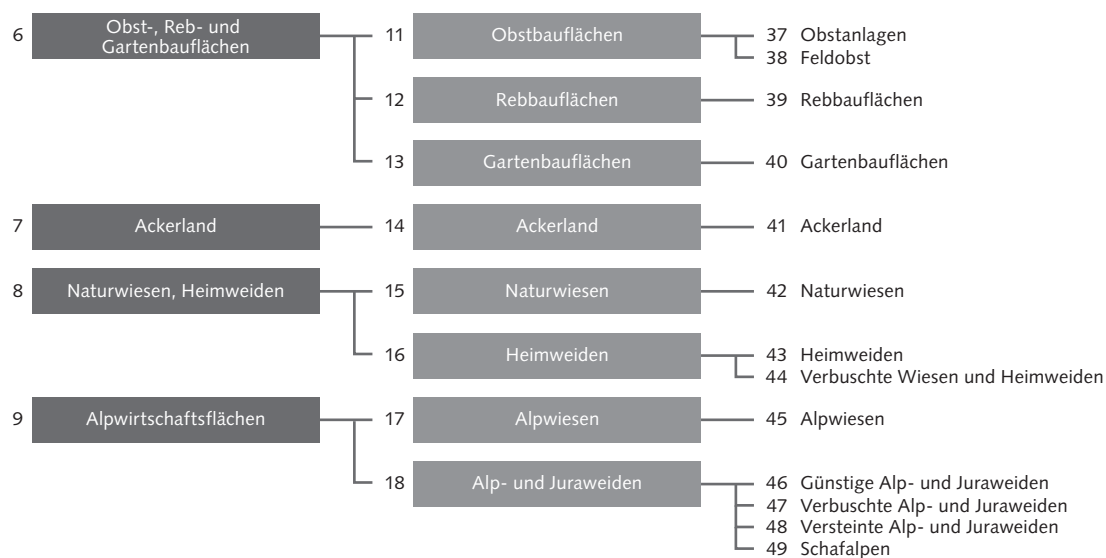 6 Obst-, Reb- und
Gartenbauflächen
11 Obstbauflächen
37 Obstanlagen
38 Feldobst
12 Rebbauflächen
39 Rebbauflächen
13 Gartenbauflächen
40 Gartenbauflächen
7 Ackerland
14 Ackerland
41 Ackerland
8 Naturwiesen, Heimweiden
15 Naturwiesen
42 Naturwiesen
16 Heimweiden
43 Heimweiden
44 Verbuschte Wiesen und Heimweiden
9 Alpwirtschaftsflächen
17 Alpwiesen
45 Alpwiesen
18 Alp- und Juraweiden
46 Günstige Alp- und Juraweiden
47 Verbuschte Alp- und Juraweiden
48 Versteinte Alp- und Juraweiden
49 Schafalpen